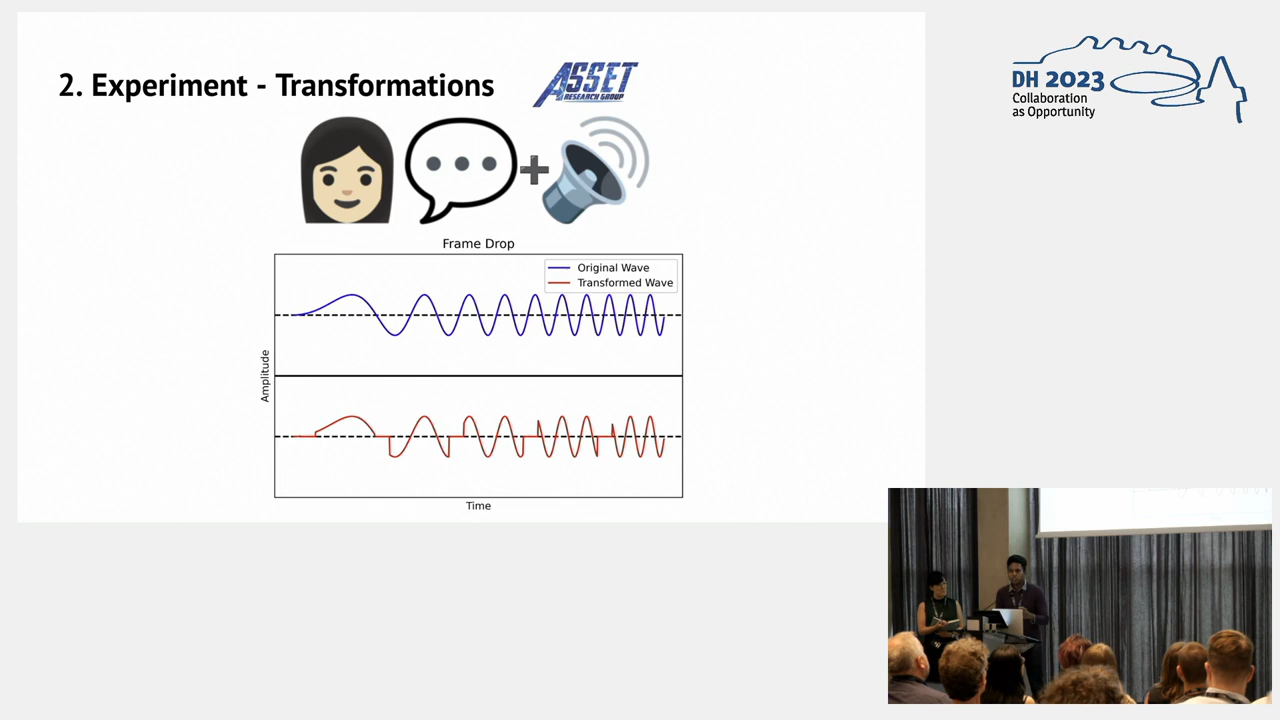 2. Experiment - Transformations
ASSET
RESEARCH GROUP
Frame Drop
Original Wave
Transformed Wave
Amplitude
Time
DH 2023
Collaboration
as Opportunity